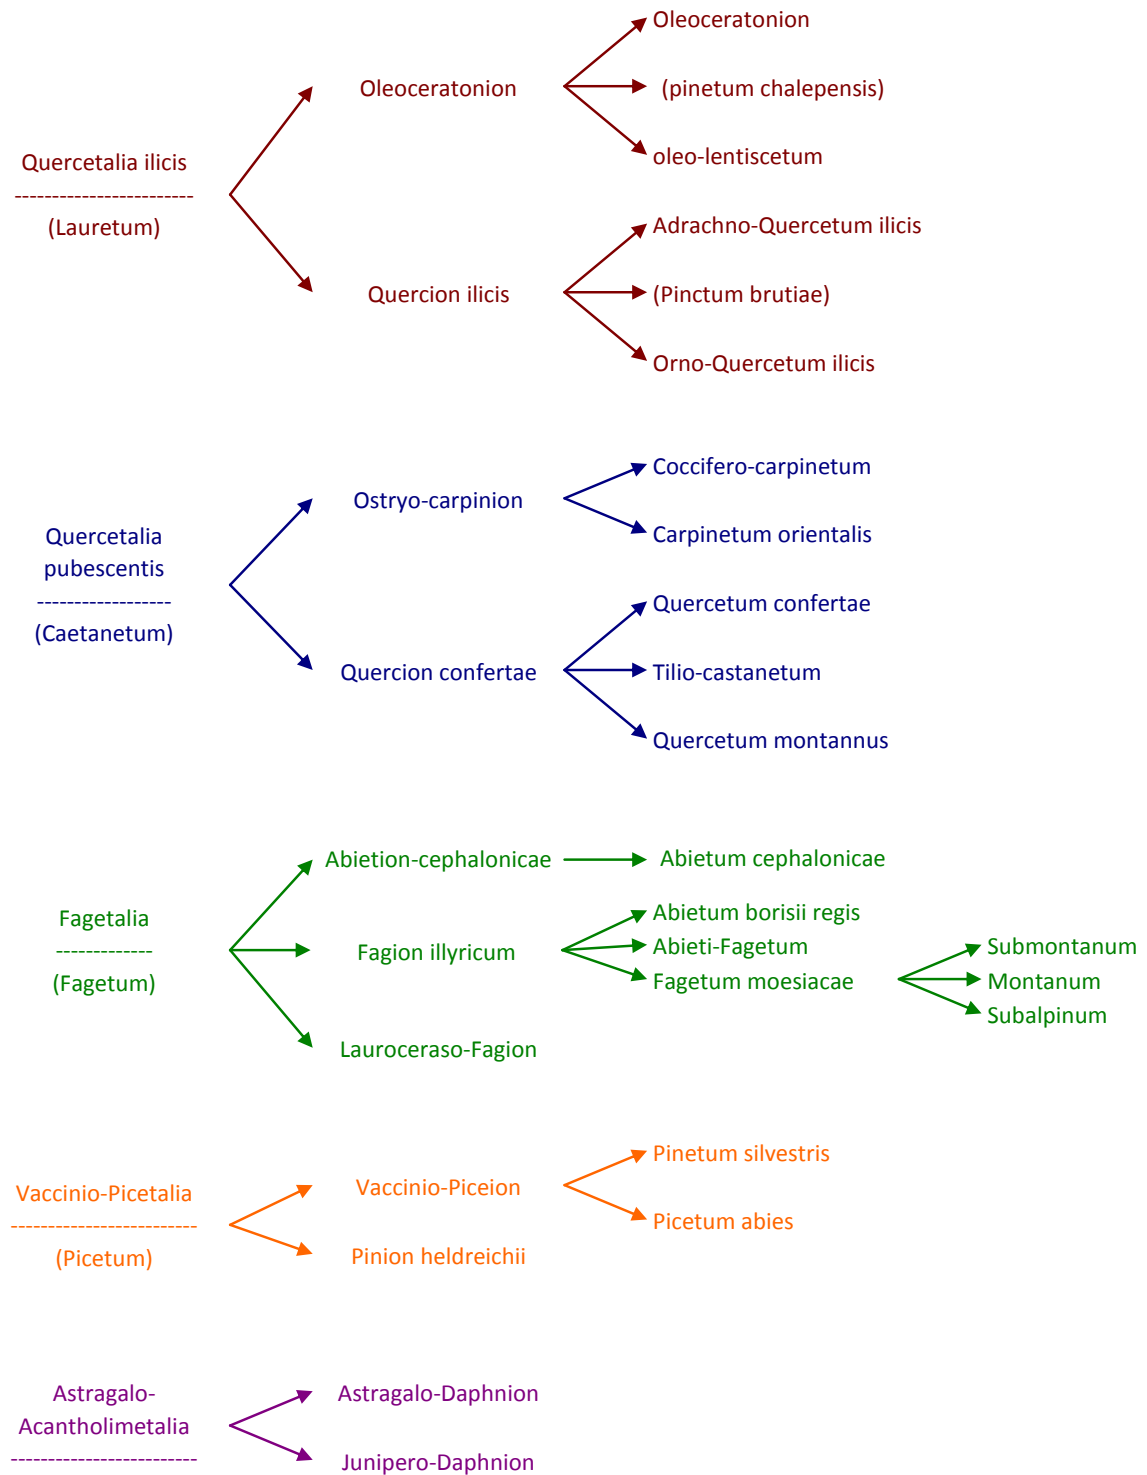 Quercetalia ilicis
------------------------
(Lauretum)
Oleoceratonion
Oleoceratonion
(pinetum chalepensis)
oleo-lentiscetum
Quercion ilicis
Adrachno-Quercetum ilicis
(Pinctum brutiae)
Orno-Quercetum ilicis
Quercetalia
pubescentis
------------------
(Caetanetum)
Ostryo-carpinion
Coccifero-carpinetum
Carpinetum orientalis
Quercion confertae
Quercetum confertae
Tilio-castanetum
Quercetum montannus
Fagetalia
-------------
(Fagetum)
Abietion-cephalonicae
Abietum cephalonicae
Fagion illyricum
Abietum borisii regis
Abieti-Fagetum
Fagetum moesiacae
Submontanum
Montanum
Subalpinum
Lauroceraso-Fagion
Vaccinio-Picetalia
-------------------------
(Picetum)
Vaccinio-Piceion
Pinetum silvestris
Picetum abies
Pinion heldreichii
Astragalo-
Acantholimetalia
-------------------------
Astragalo-Daphnion
Junipero-Daphnion